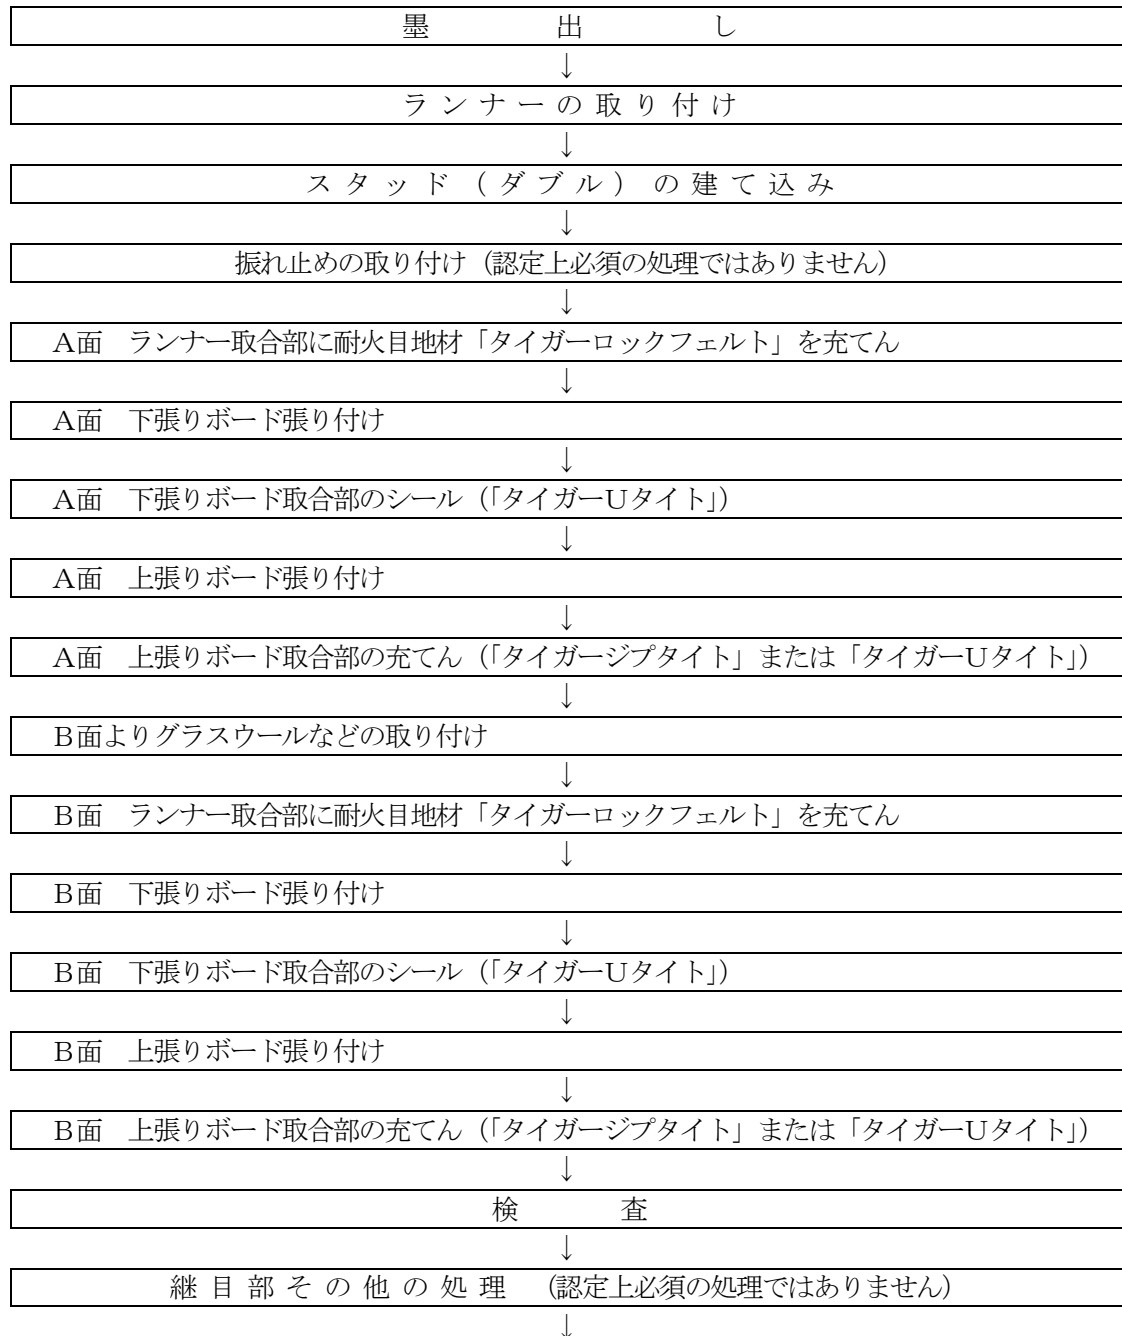 墨出し
↓
ランナーの取り付け
↓
スタッド（ダブル）の建て込み
↓
振れ止めの取り付け（認定上必須の処理ではありません）
↓
Ａ面　ランナー取合部に耐火目地材「タイガーロックフェルト」を充てん
↓
Ａ面　下張りボード張り付け
↓
Ａ面　下張りボード取合部のシール（「タイガーＵタイト」）
↓
Ａ面　上張りボード張り付け
↓
Ａ面　上張りボード取合部の充てん（「タイガージプタイト」または「タイガーＵタイト」）
↓
Ｂ面よりグラスウールなどの取り付け
↓
Ｂ面　ランナー取合部に耐火目地材「タイガーロックフェルト」を充てん
↓
Ｂ面　下張りボード張り付け
↓
Ｂ面　下張りボード取合部のシール（「タイガーＵタイト」）
↓
Ｂ面　上張りボード張り付け
↓
Ｂ面　上張りボード取合部の充てん（「タイガージプタイト」または「タイガーＵタイト」）
↓
検査
↓
継目部その他の処理　（認定上必須の処理ではありません）
↓